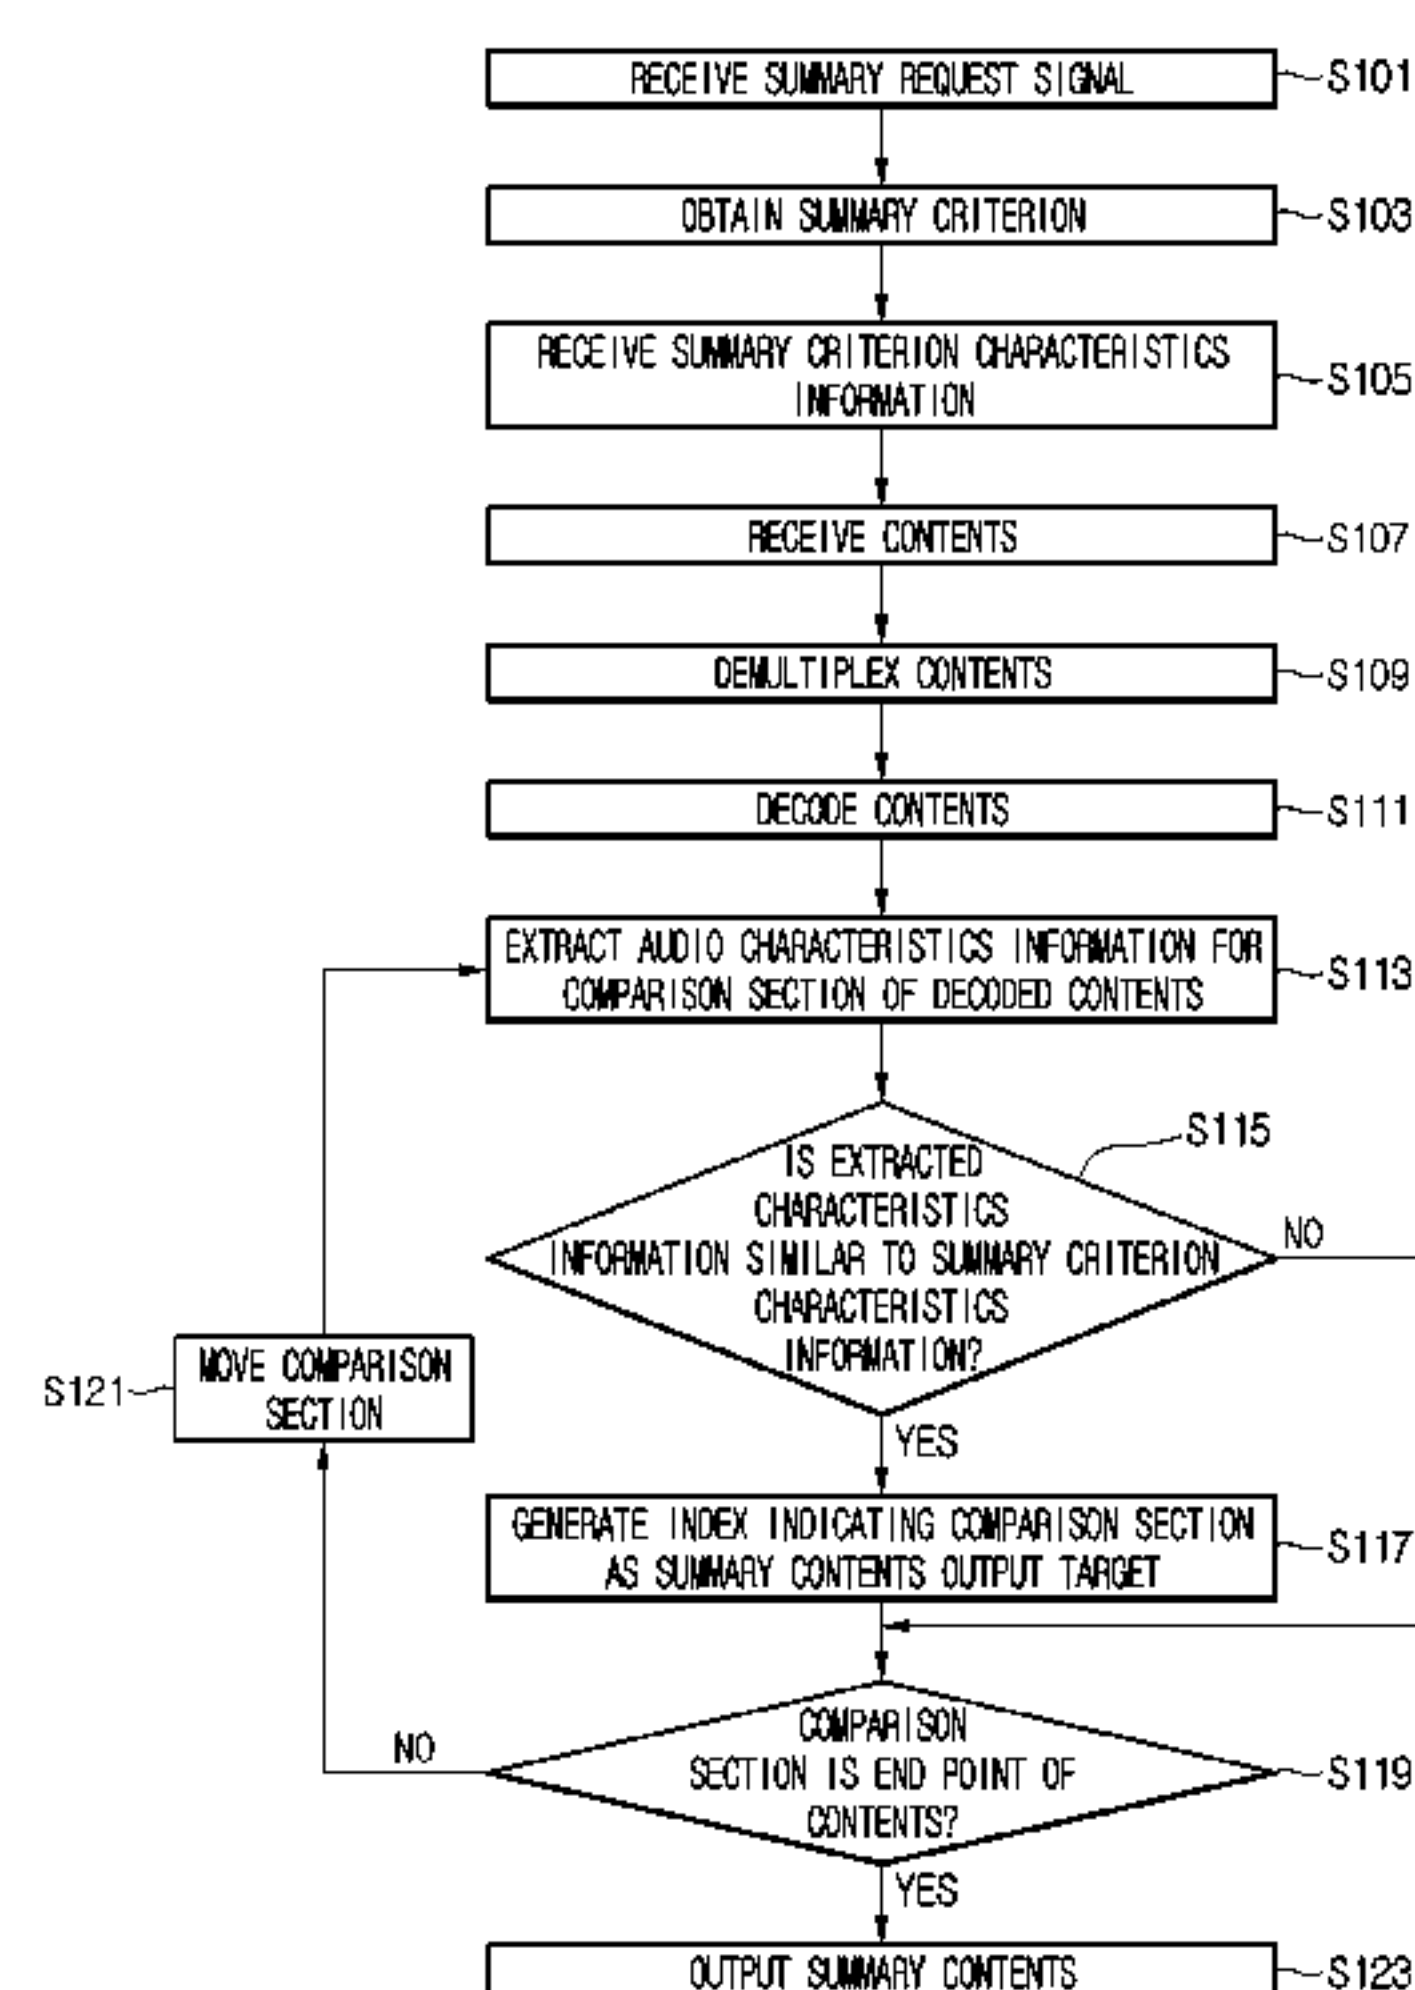 RECEIVE SUMMARY REQUEST SIGNAL
S101
OBTAIN SUMMARY CRITERION
S103
RECEIVE SUMMARY CRITERION CHARACTERISTICS
INFORMATION
S105
RECEIVE CONTENTS
S107
DEMULTIPLEX CONTENTS
S109
DECODE CONTENTS
S111
EXTRACT AUDIO CHARACTERISTICS INFORMATION FOR
COMPARISON SECTION OF DECODED CONTENTS
S113
S115
IS EXTRACTED
CHARACTERISTICS
INFORMATION SIMILAR TO SUMMARY CRITERION
CHARACTERISTICS
INFORMATION?
NO
MOVE COMPARISON
SECTION
S121
YES
GENERATE INDEX INDICATING COMPARISON SECTION
AS SUMMARY CONTENTS OUTPUT TARGET
S117
COMPARISON
SECTION IS END POINT OF
CONTENTS?
NO
S119
YES
OUTPUT SUMMARY CONTENTS
S123